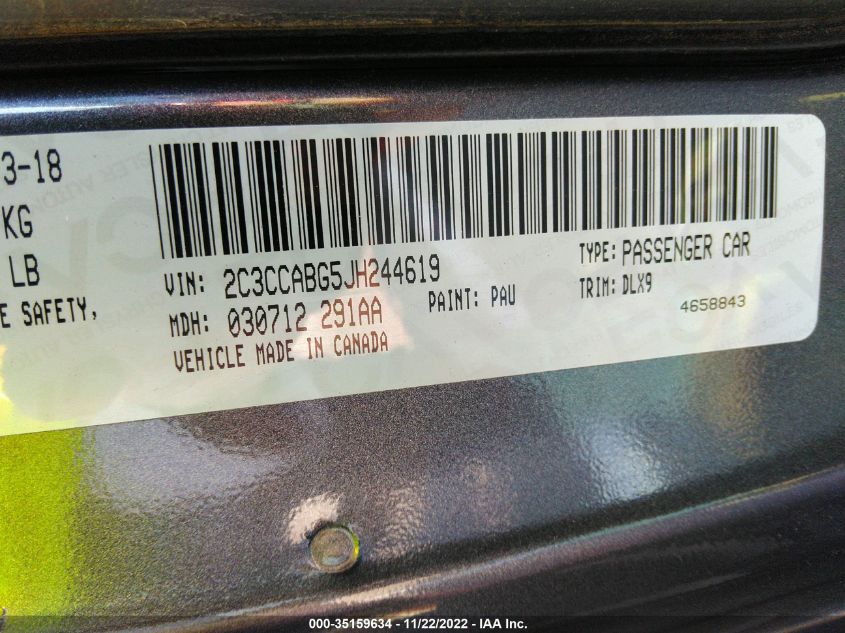 3-18
KG
LB
E SAFETY,
VIN: 2C3CCABG5JH244619
TYPE: PASSENGER CAR
MDH: 030712 291AA
PAINT: PAU
TRIM: DLX9
VEHICLE MADE IN CANADA
4658843
000-35159634 - 11/22/2022 - IAA Inc.